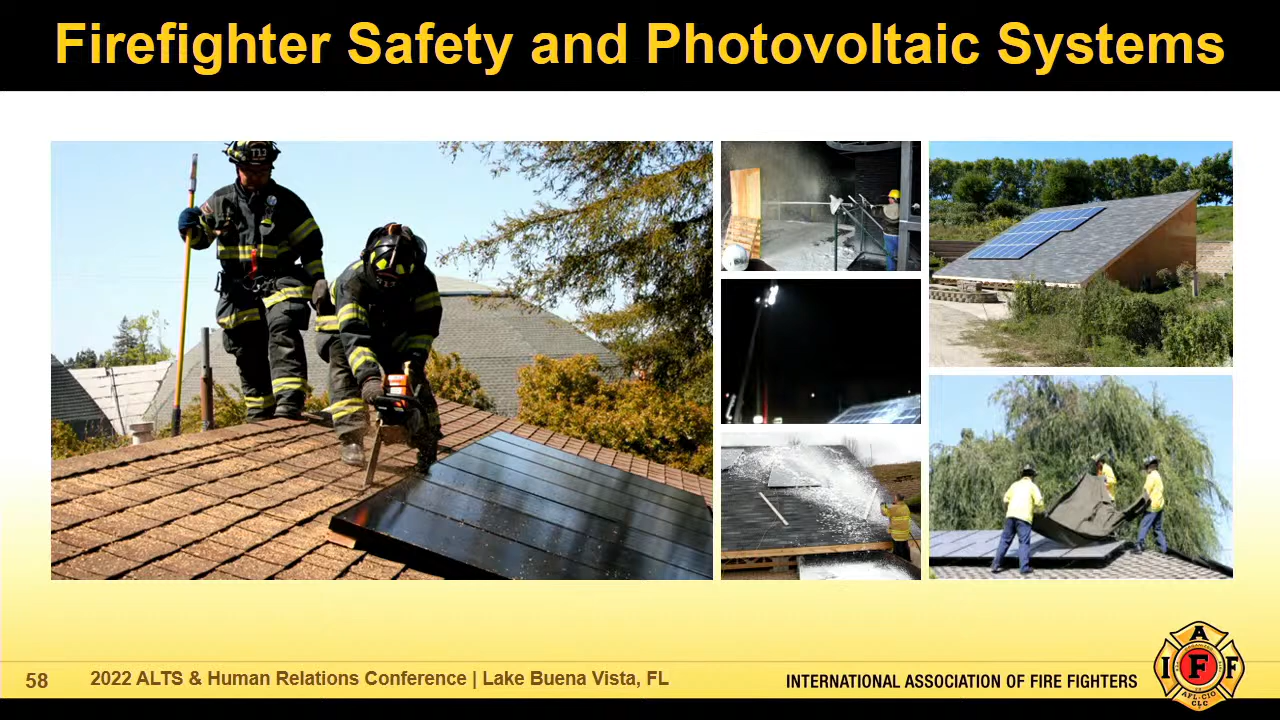 Firefighter Safety and Photovoltaic Systems
T13
58
2022 ALTS & Human Relations Conference | Lake Buena Vista, FL
INTERNATIONAL ASSOCIATION OF FIRE FIGHTERS
A
I F F
AFL-CIO
CLC